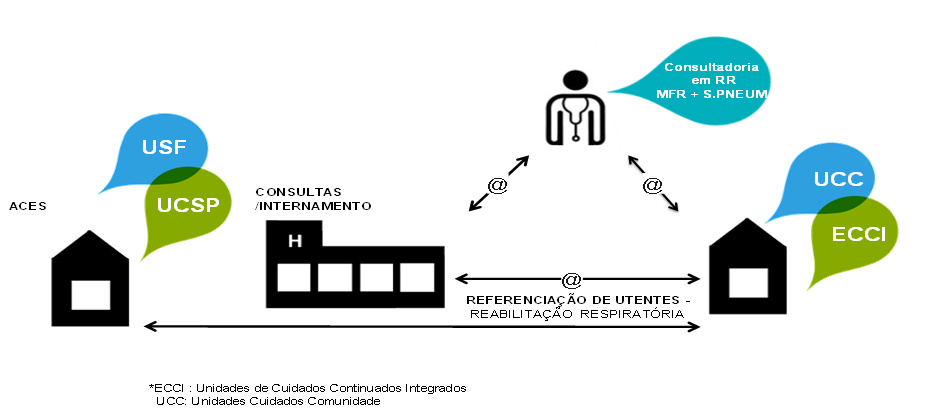 Consultadoria
em RR
MFR + S.PNEUM
USF
UCSP
ACES
CONSULTAS
/INTERNAMENTO
H
@
@
UCC
ECCI
@
REFERENCIAÇÃO DE UTENTES -
REABILITAÇÃO RESPIRATÓRIA
*ECCI : Unidades de Cuidados Continuados Integrados
UCC: Unidades Cuidados Comunidade